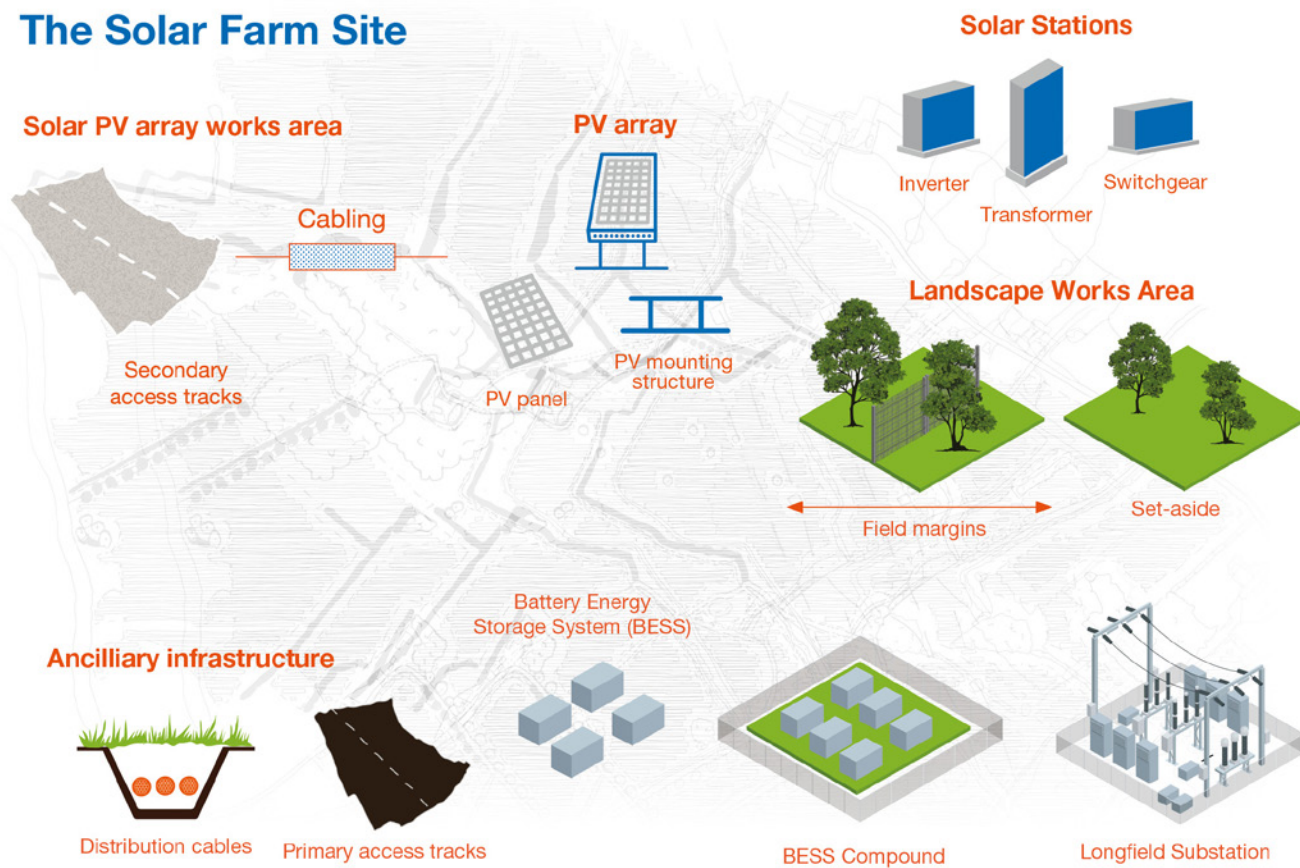 The Solar Farm Site
Solar Stations
Solar PV array works area
PV array
Inverter
Transformer
Switchgear
Cabling
Secondary
access tracks
PV panel
PV mounting
structure
Landscape Works Area
Field margins
Set-aside
Battery Energy
Storage System (BESS)
Ancilliary infrastructure
Distribution cables
Primary access tracks
BESS Compound
Longfield Substation